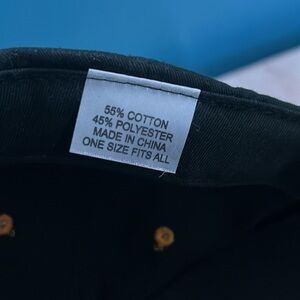 55% COTTON
45% POLYESTER
MADE IN CHINA
ONE SIZE FITS ALL